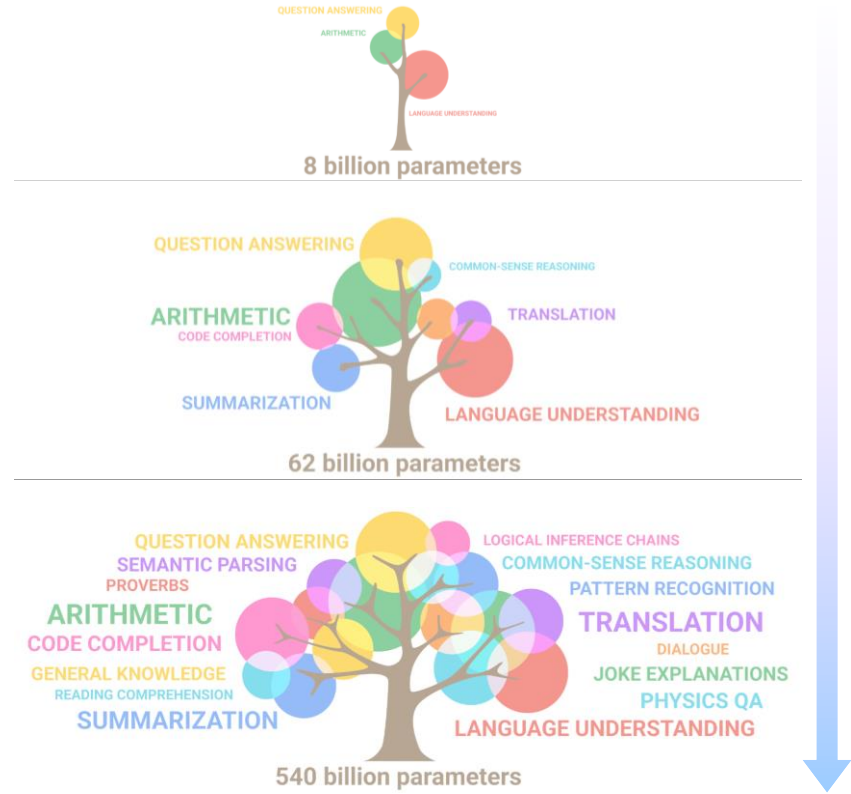 QUESTION ANSWERING
ARITHMETIC
LANGUAGE UNDERSTANDING
8 billion parameters
QUESTION ANSWERING
COMMON-SENSE REASONING
ARITHMETIC
TRANSLATION
CODE COMPLETION
SUMMARIZATION
LANGUAGE UNDERSTANDING
62 billion parameters
QUESTION ANSWERING
LOGICAL INFERENCE CHAINS
SEMANTIC PARSING
COMMON-SENSE REASONING
PROVERBS
PATTERN RECOGNITION
ARITHMETIC
TRANSLATION
CODE COMPLETION
DIALOGUE
GENERAL KNOWLEDGE
JOKE EXPLANATIONS
READING COMPREHENSION
PHYSICS QA
SUMMARIZATION
LANGUAGE UNDERSTANDING
540 billion parameters